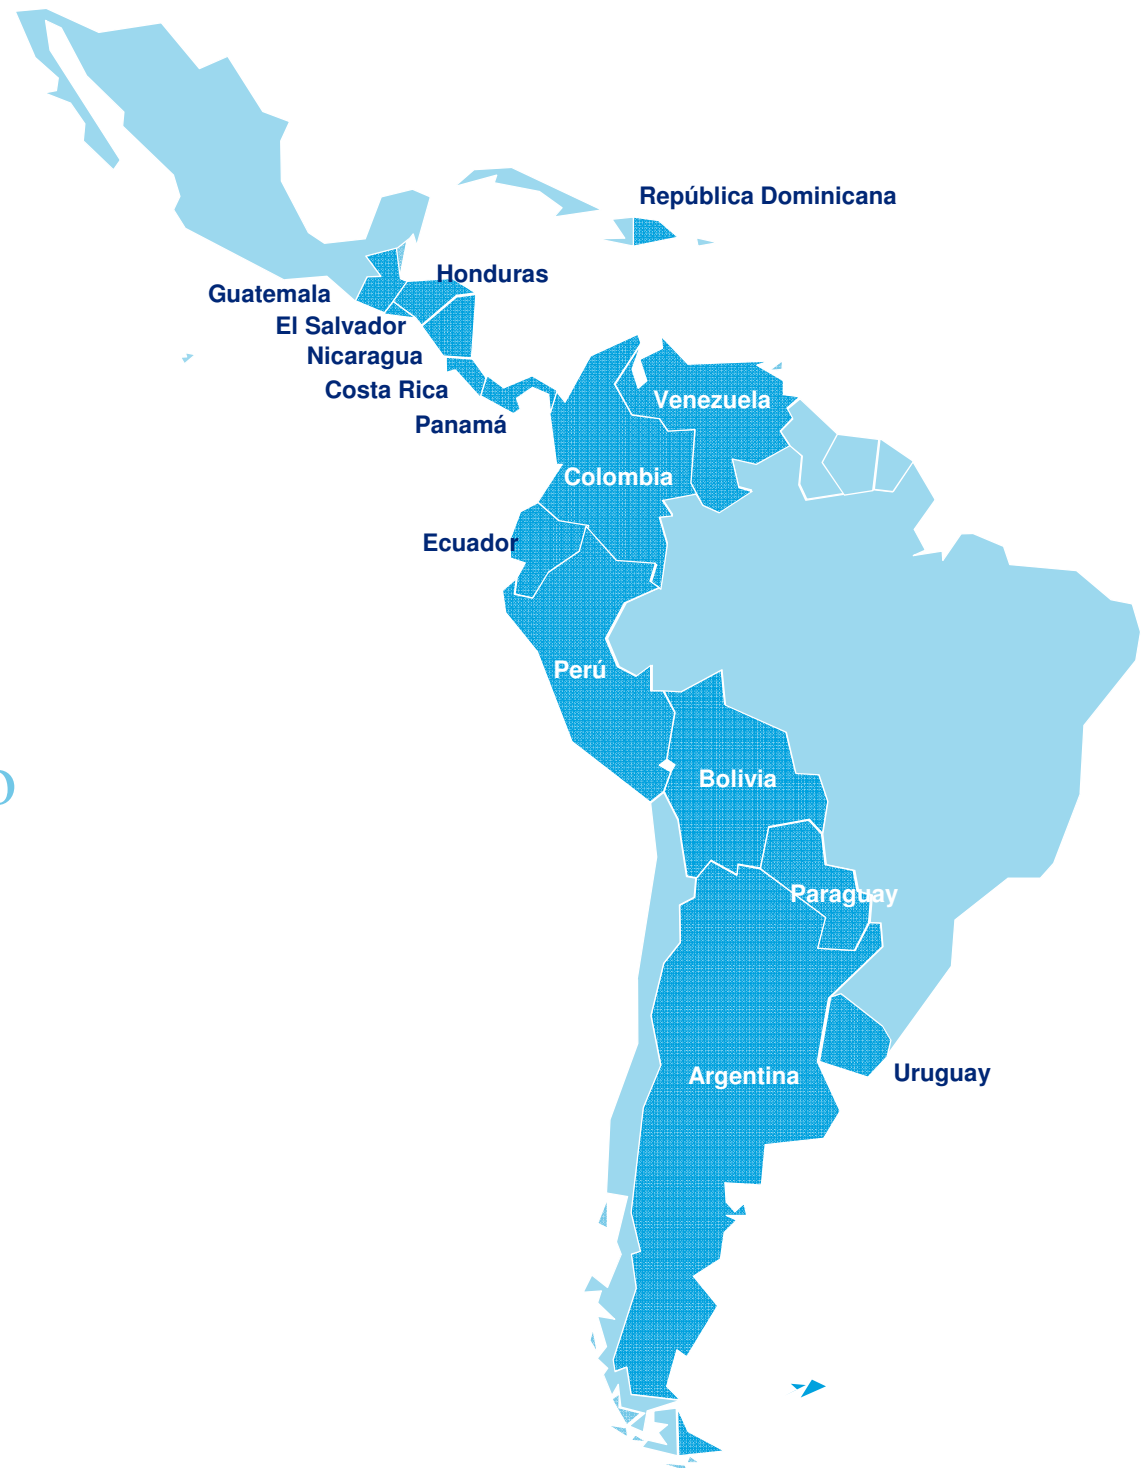 República Dominicana
Honduras
Guatemala
El Salvador
Nicaragua
Costa Rica
Panamá
Venezuela
Colombia
Ecuador
Perú
Bolivia
Paraguay
Argentina
Uruguay